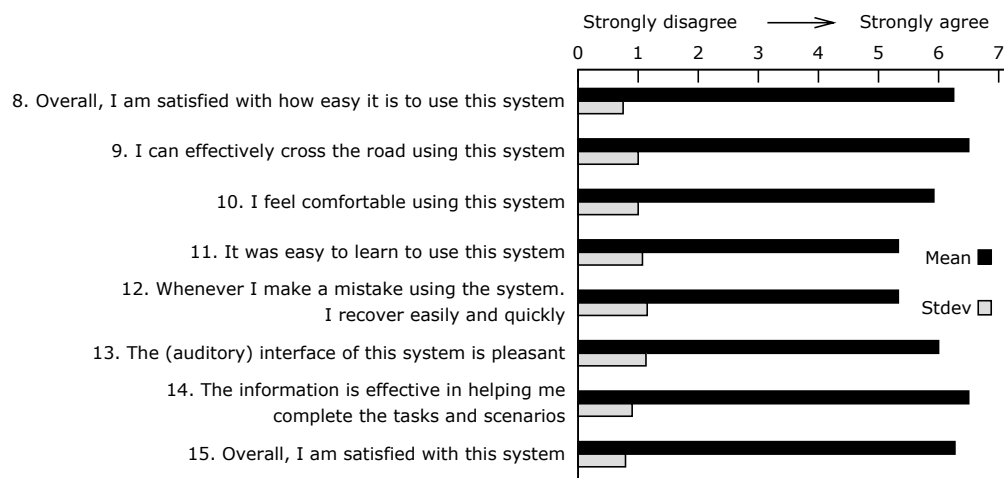 Strongly disagree Strongly agree
0 1 2 3 4 5 6 7
8. Overall, I am satisfied with how easy it is to use this system
9. I can effectively cross the road using this system
10. I feel comfortable using this system
11. It was easy to learn to use this system
Mean
12. Whenever I make a mistake using the system.
I recover easily and quickly
Stdev
13. The (auditory) interface of this system is pleasant
14. The information is effective in helping me
complete the tasks and scenarios
15. Overall, I am satisfied with this system